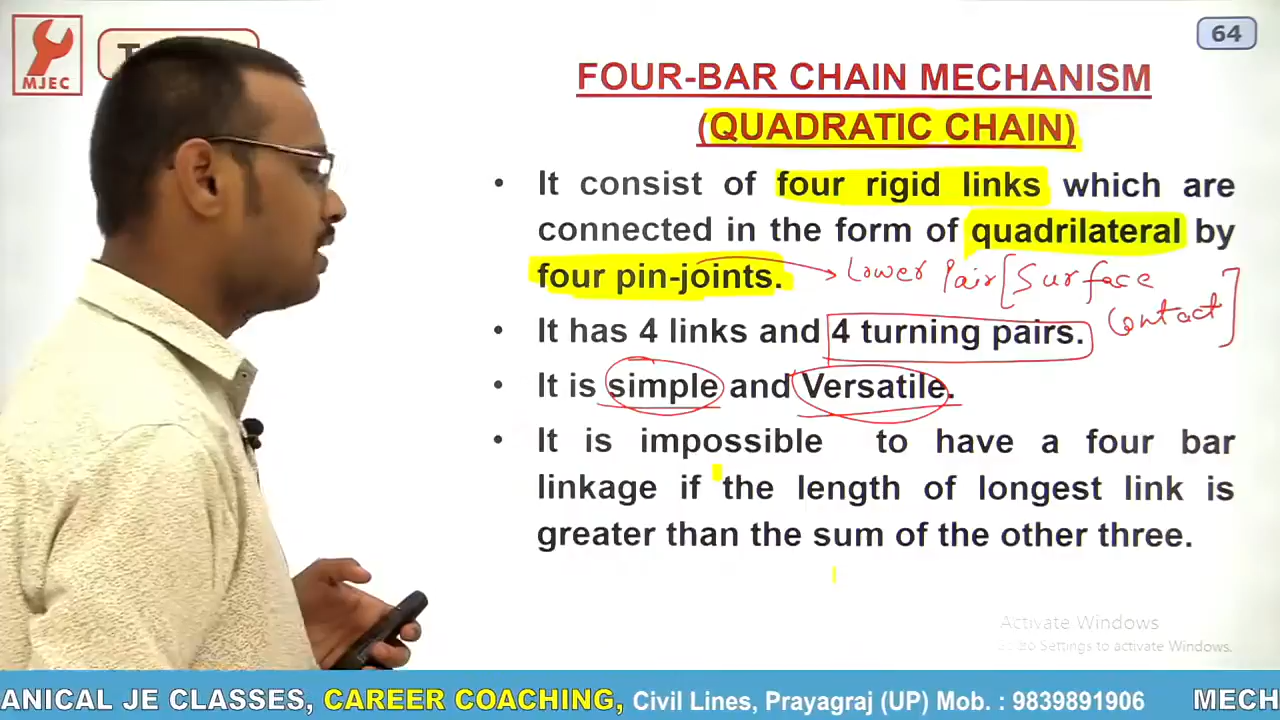 64
MJEC
T
FOUR-BAR CHAIN MECHANISM
(QUADRATIC CHAIN)
• It consist of four rigid links which are
connected in the form of quadrilateral by
four pin-joints. → Lower Pair [Surface
Contact]
• It has 4 links and 4 turning pairs.
• It is simple and Versatile.
• It is impossible to have a four bar
linkage if the length of longest link is
greater than the sum of the other three.
Activate Windows
Go to Settings to activate Windows.
ANICAL JE CLASSES, CAREER COACHING, Civil Lines, Prayagraj (UP) Mob. : 9839891906 MECH